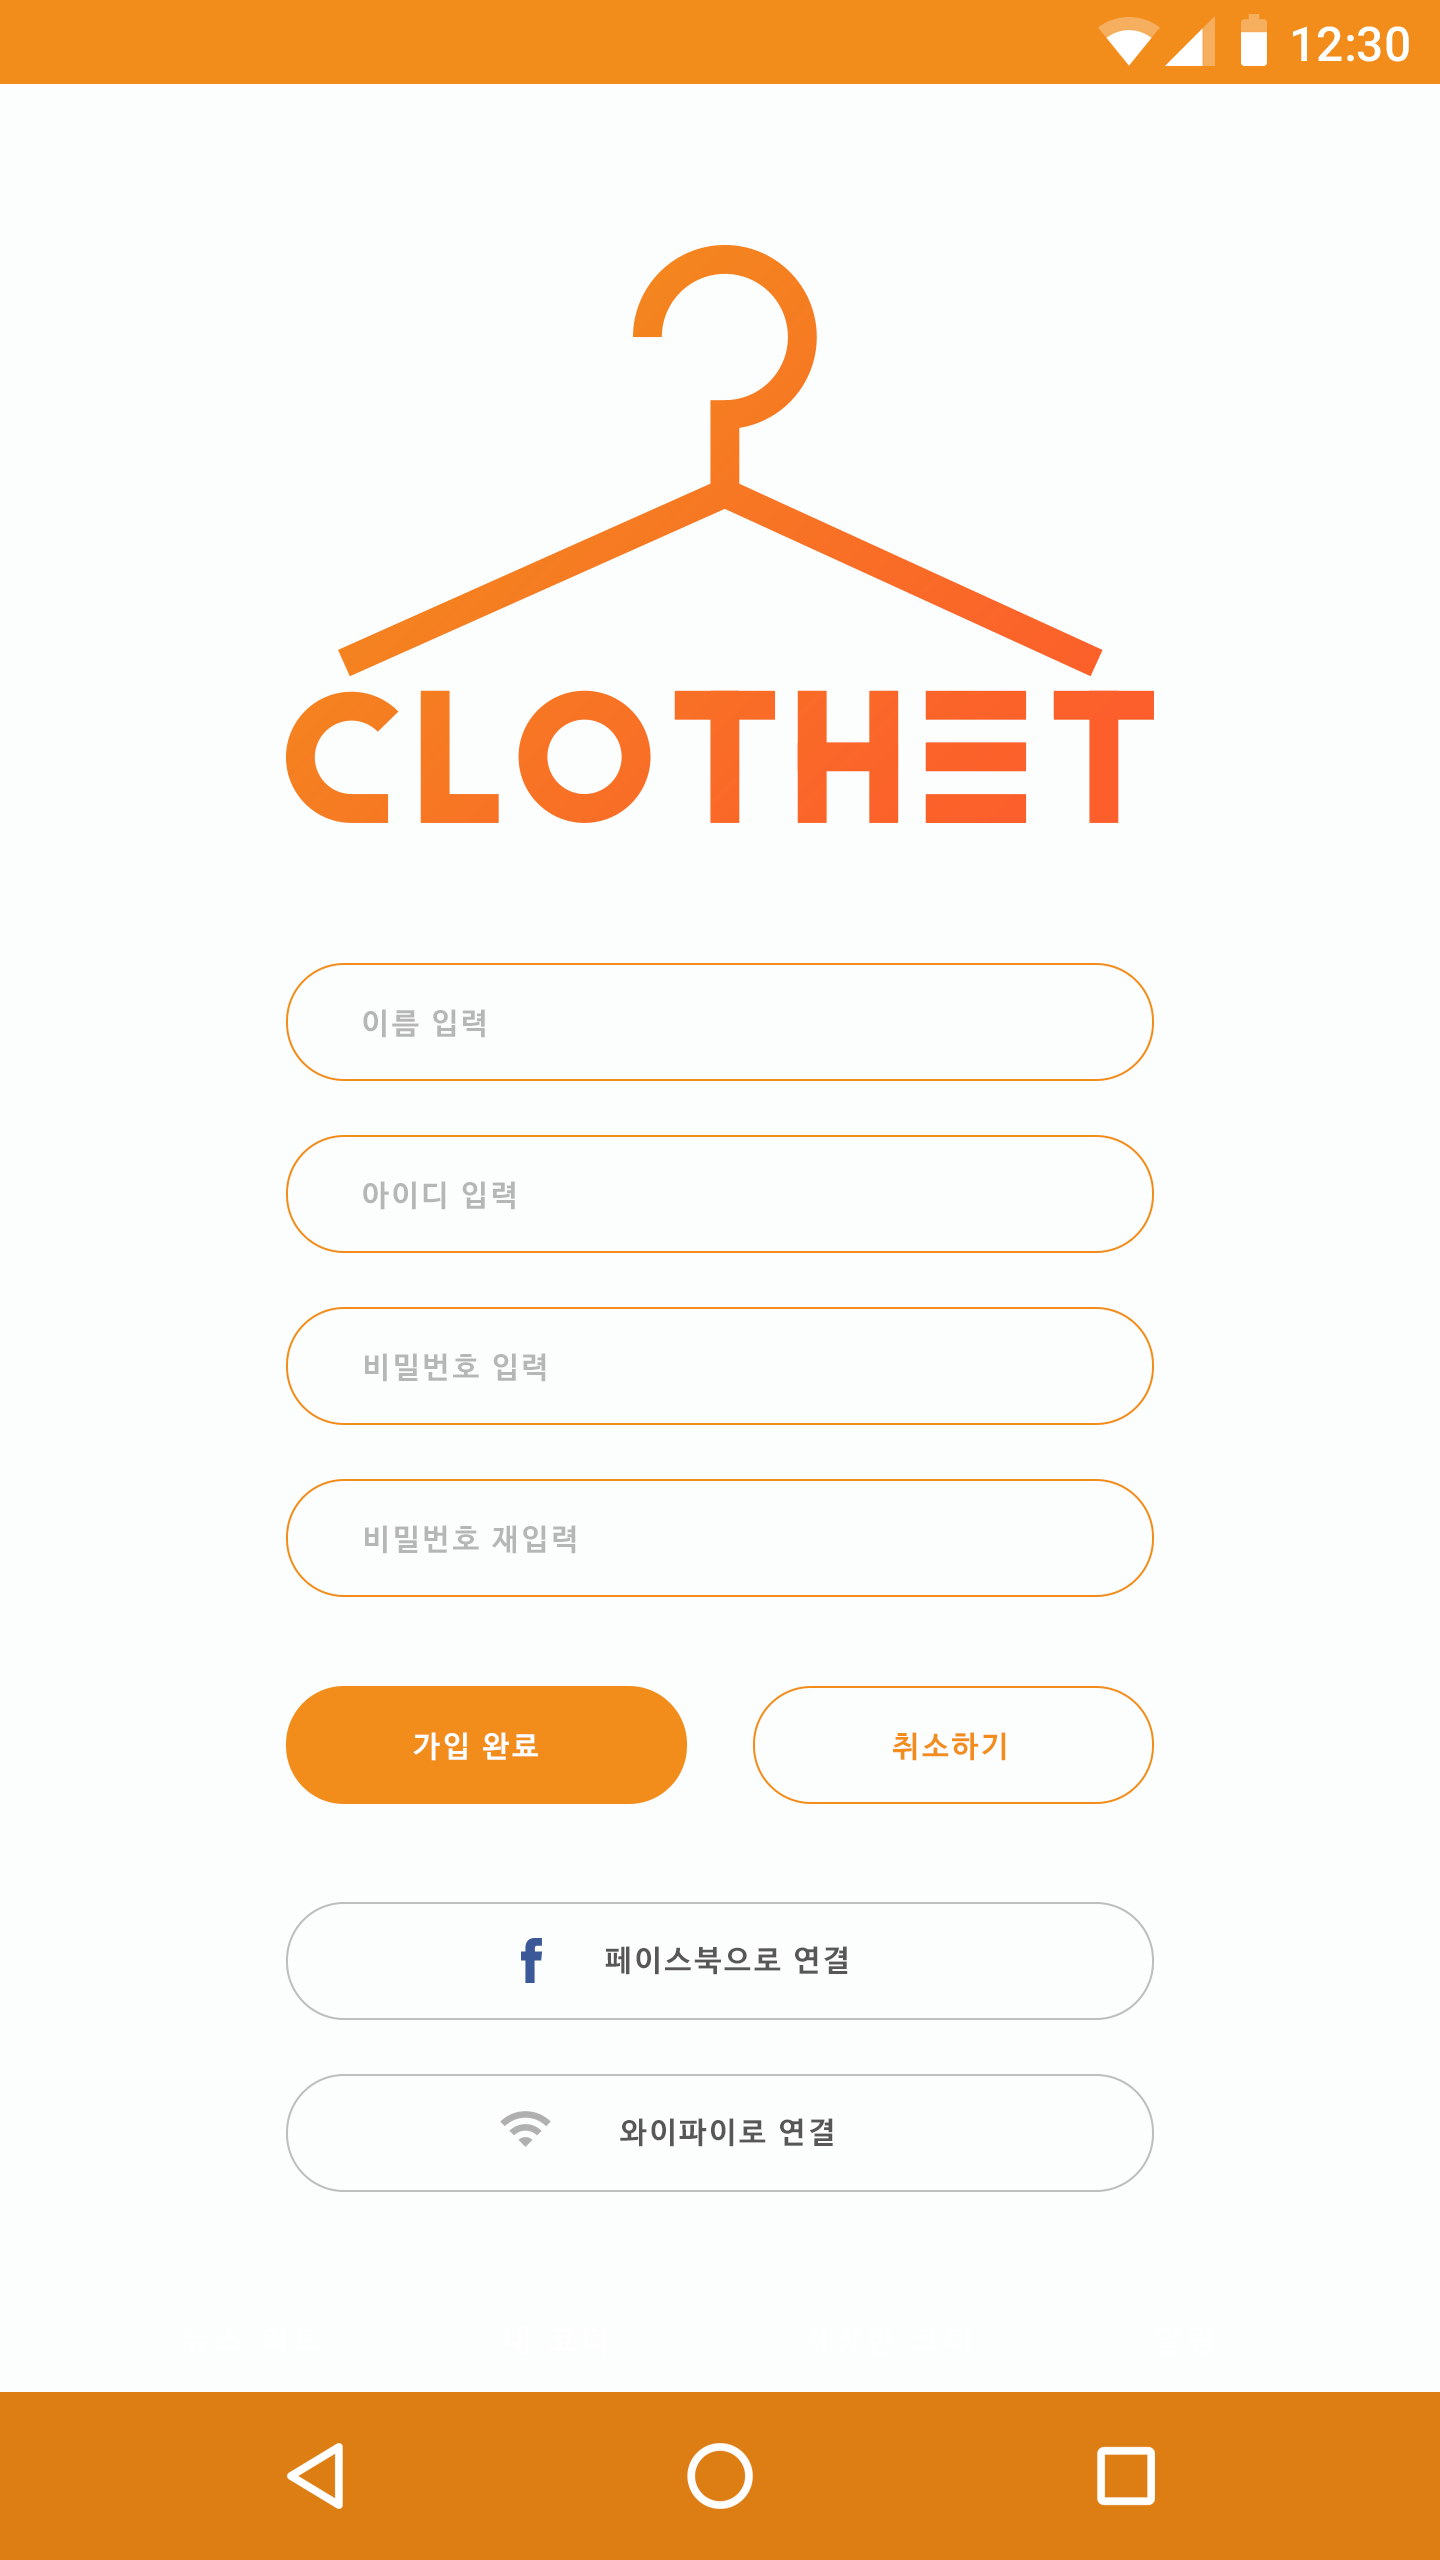 12:30
CLOTHET
이름 입력
아이디 입력
비밀번호 입력
비밀번호 재입력
가입 완료
취소하기
f 페이스북으로 연결
와이파이로 연결